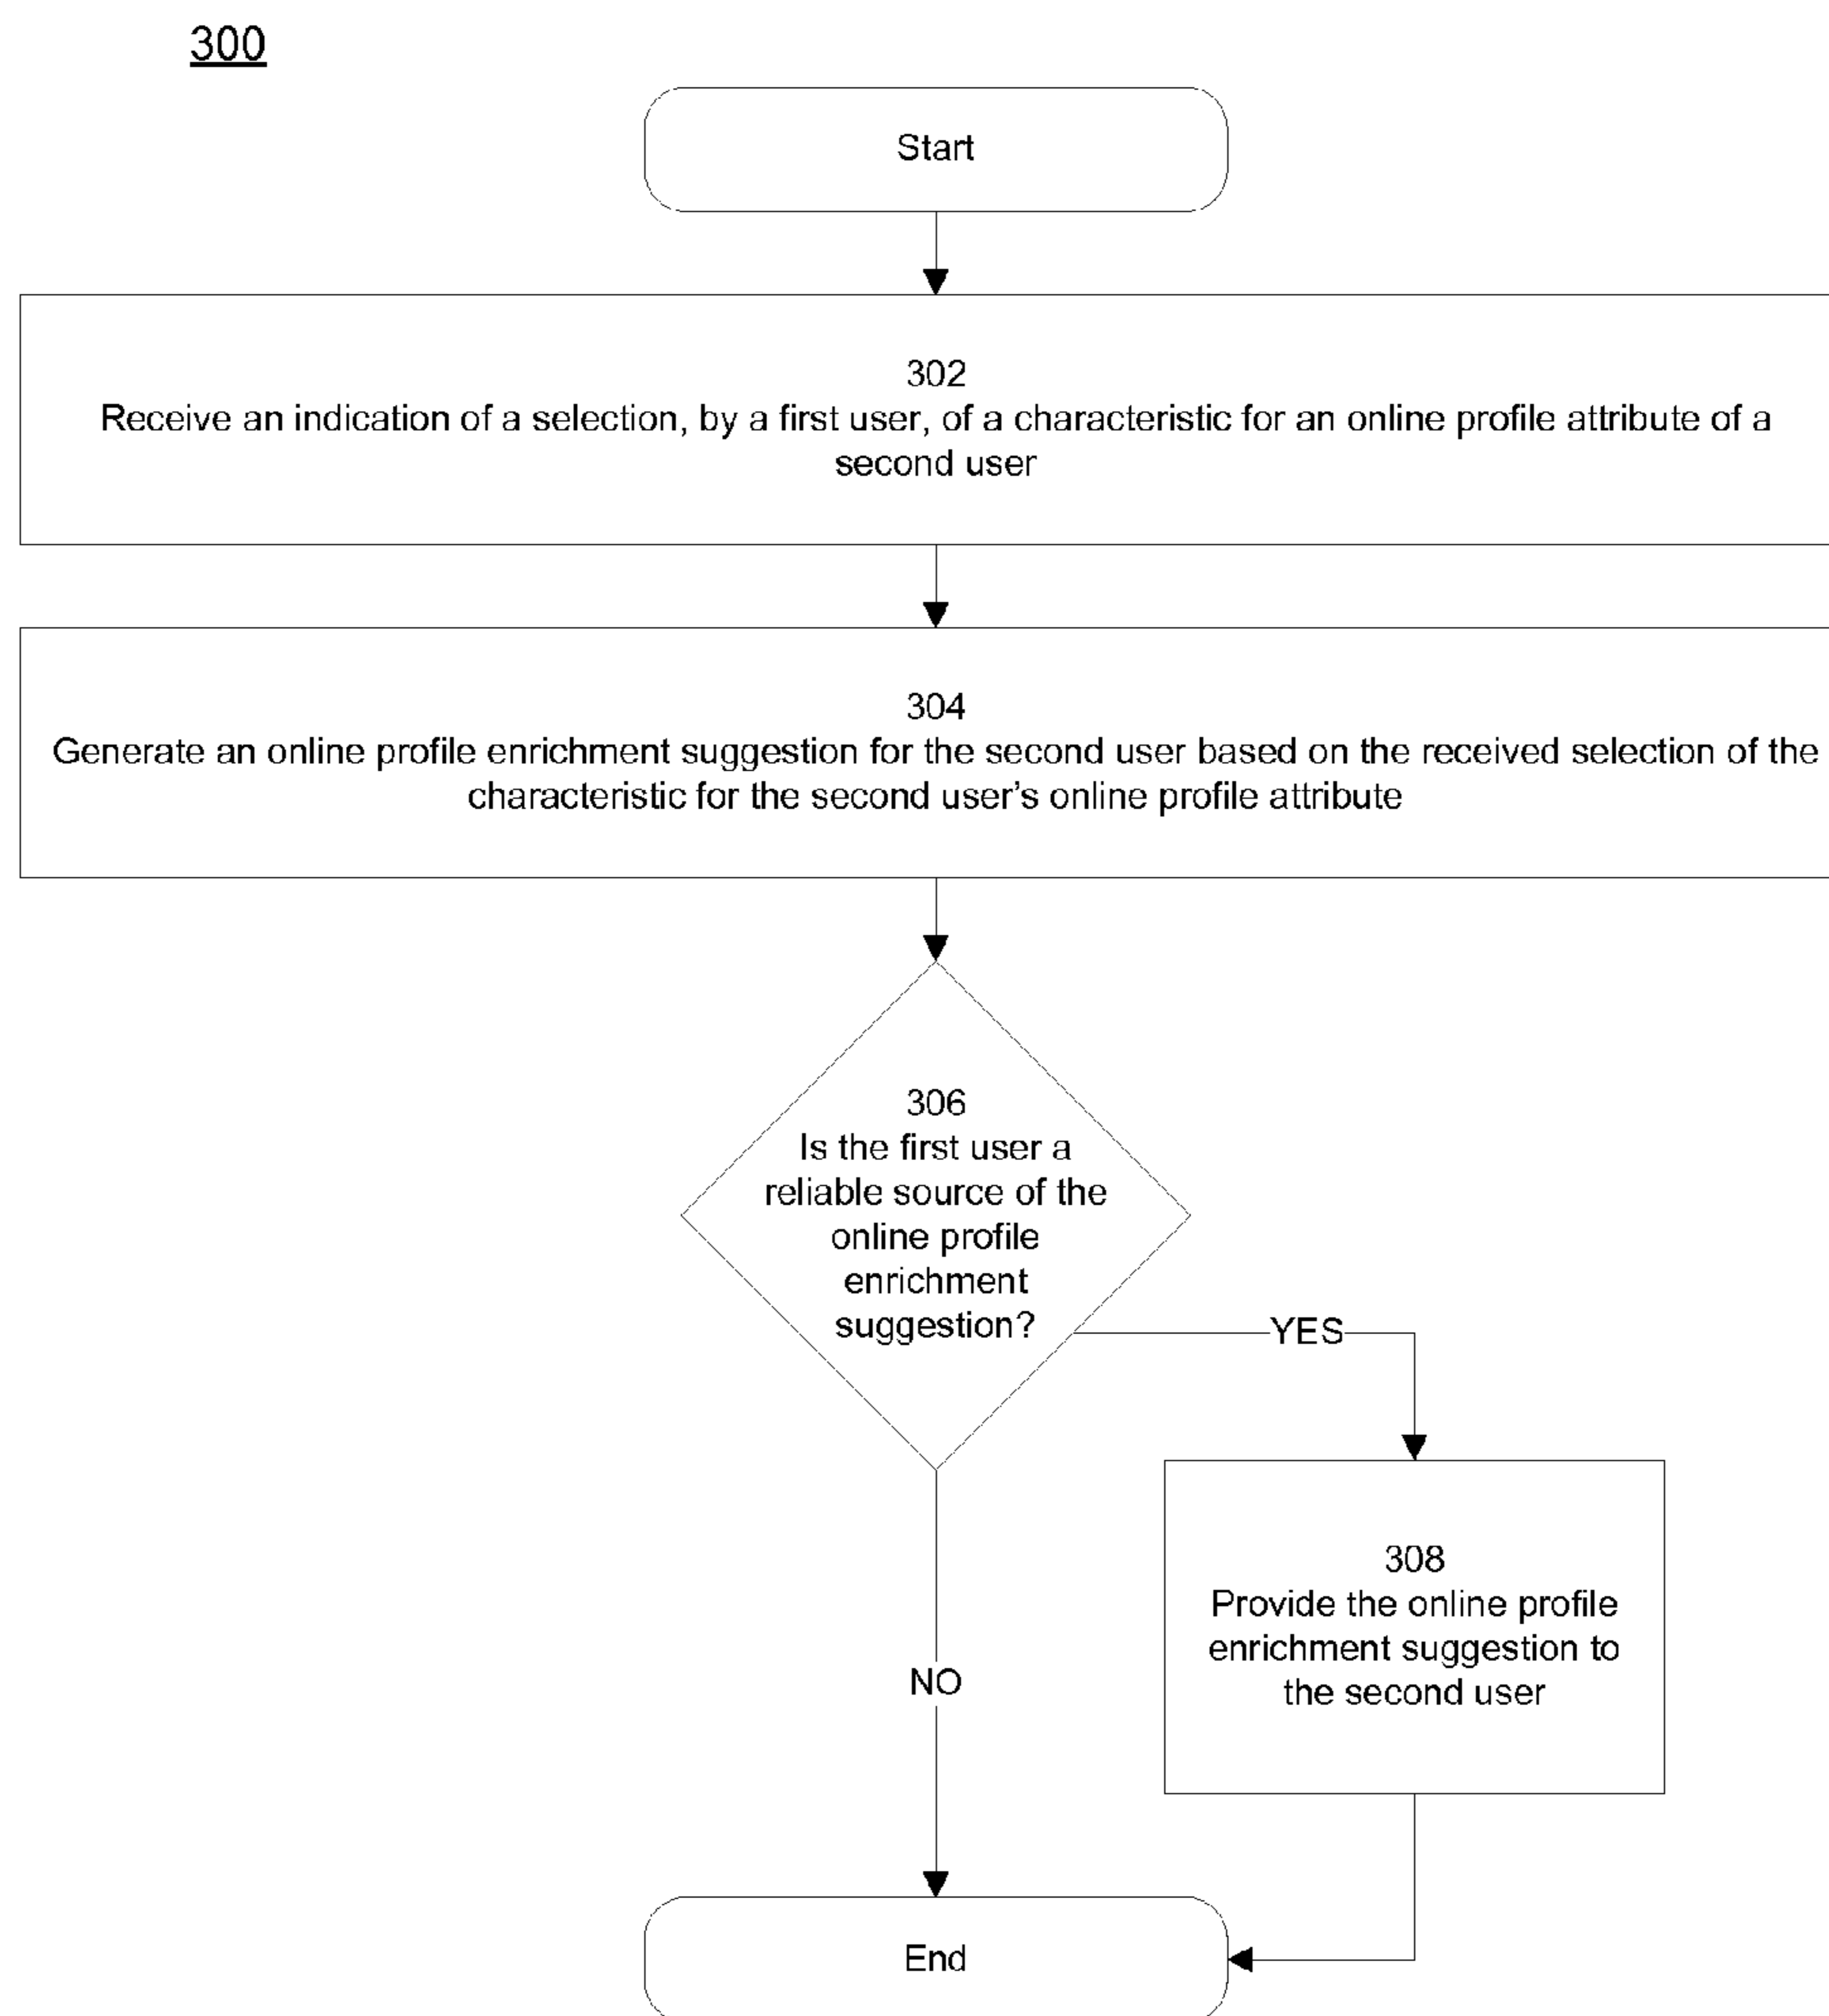 300
Start
302
Receive an indication of a selection, by a first user, of a characteristic for an online profile attribute of a
second user
304
Generate an online profile enrichment suggestion for the second user based on the received selection of the
characteristic for the second user’s online profile attribute
306
Is the first user a
reliable source of the
online profile
enrichment
suggestion?
YES
308
Provide the online profile
enrichment suggestion to
the second user
NO
End